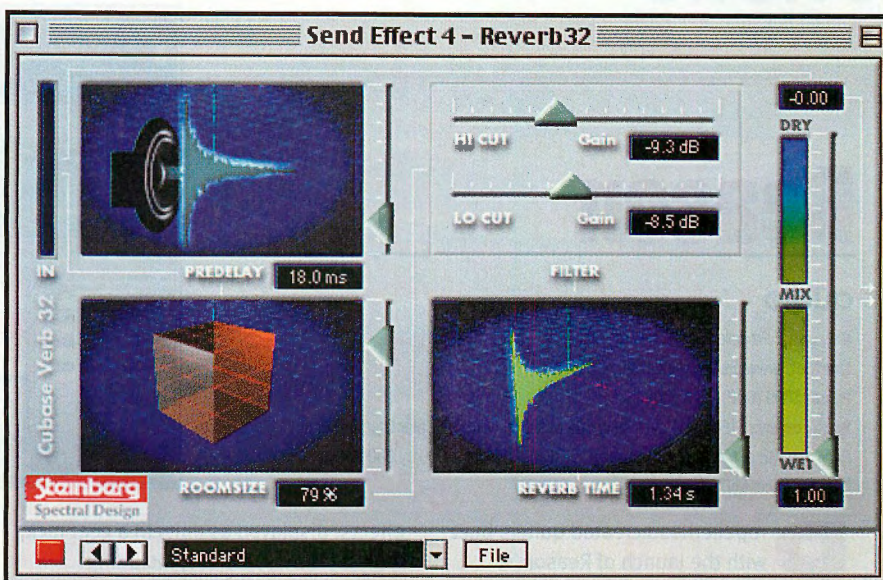 Send Effect 4 - Reverb32
-0.00
DRY
HI CUT Gain -9.3 dB
LO CUT Gain -8.5 dB
IN
PREDELAY 18.0 ms
FILTER
MIX
Cubase Verb 32
WET
Steinberg
Spectral Design
ROOMSIZE 79 %
REVERB TIME 1.34 s
1.00
Standard
File